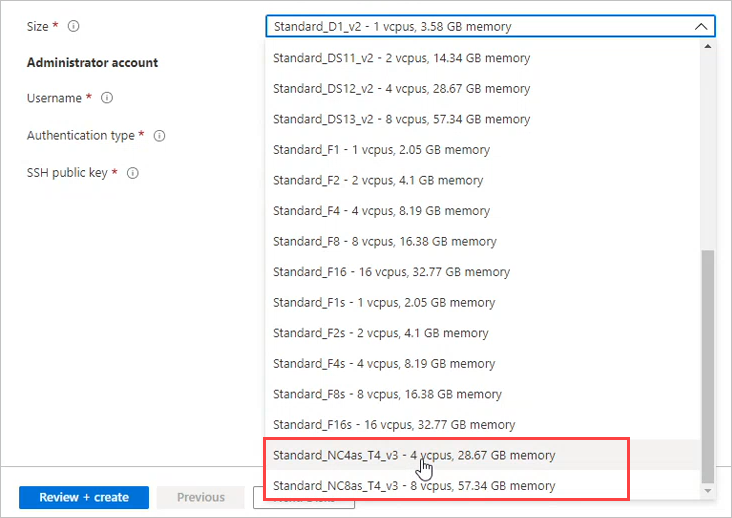 Size *
Standard_D1_v2 - 1 vcpus, 3.58 GB memory
Standard_DS11_v2 - 2 vcpus, 14.34 GB memory
Administrator account
Standard_DS12_v2 - 4 vcpus, 28.67 GB memory
Username *
Standard_DS13_v2 - 8 vcpus, 57.34 GB memory
Authentication type *
Standard_F1 - 1 vcpus, 2.05 GB memory
SSH public key *
Standard_F2 - 2 vcpus, 4.1 GB memory
Standard_F4 - 4 vcpus, 8.19 GB memory
Standard_F8 - 8 vcpus, 16.38 GB memory
Standard_F16 - 16 vcpus, 32.77 GB memory
Standard_F1s - 1 vcpus, 2.05 GB memory
Standard_F2s - 2 vcpus, 4.1 GB memory
Standard_F4s - 4 vcpus, 8.19 GB memory
Standard_F8s - 8 vcpus, 16.38 GB memory
Standard_F16s - 16 vcpus, 32.77 GB memory
Standard_NC4as_T4_v3 - 4 vcpus, 28.67 GB memory
Standard_NC8as_T4_v3 - 8 vcpus, 57.34 GB memory
Review + create
Previous